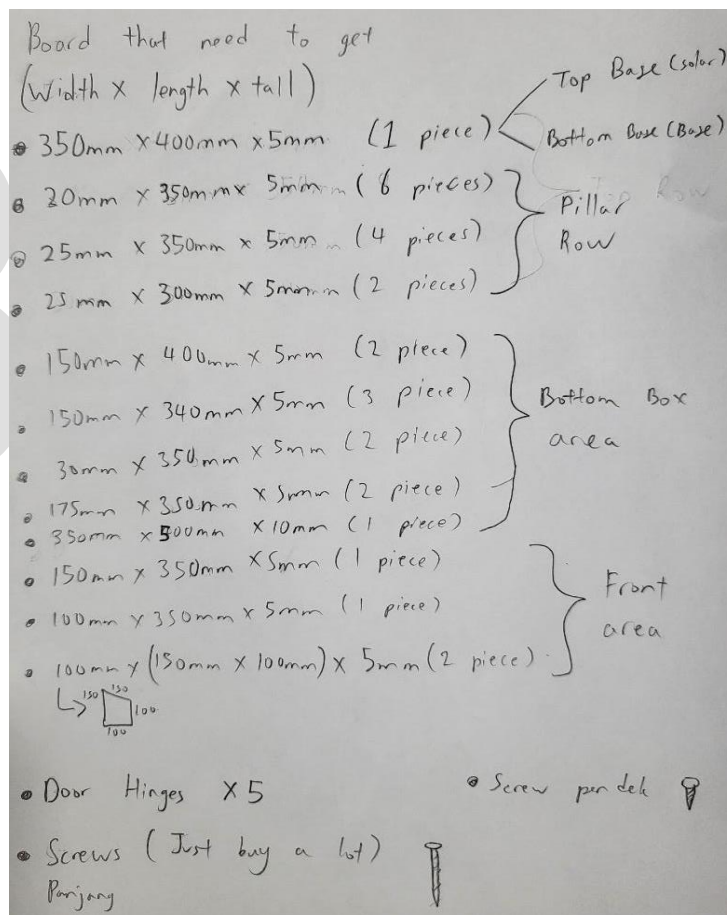 Board that need to get
(Width x length x tall)
350mm x 400mm x 5mm (1 piece)
Top Base (solar)
Bottom Base (Base)
20mm x 350mm x 5mm (6 pieces)
25mm x 350mm x 5mm (4 pieces)
25mm x 300mm x 5mm (2 pieces)
Pillar
Row
150mm x 400mm x 5mm (2 piece)
150mm x 340mm x 5mm (3 piece)
30mm x 350mm x 5mm (2 piece)
175mm x 350mm x 5mm (2 piece)
350mm x 500mm x 10mm (1 piece)
Bottom Box
area
150mm x 350mm x 5mm (1 piece)
100mm x 350mm x 5mm (1 piece)
100mm x (150mm x 100mm) x 5mm (2 piece)
Front
area
150 150
100
100
Door Hinges x5
Screw pendek
Screws (Just buy a lot)
Panjang